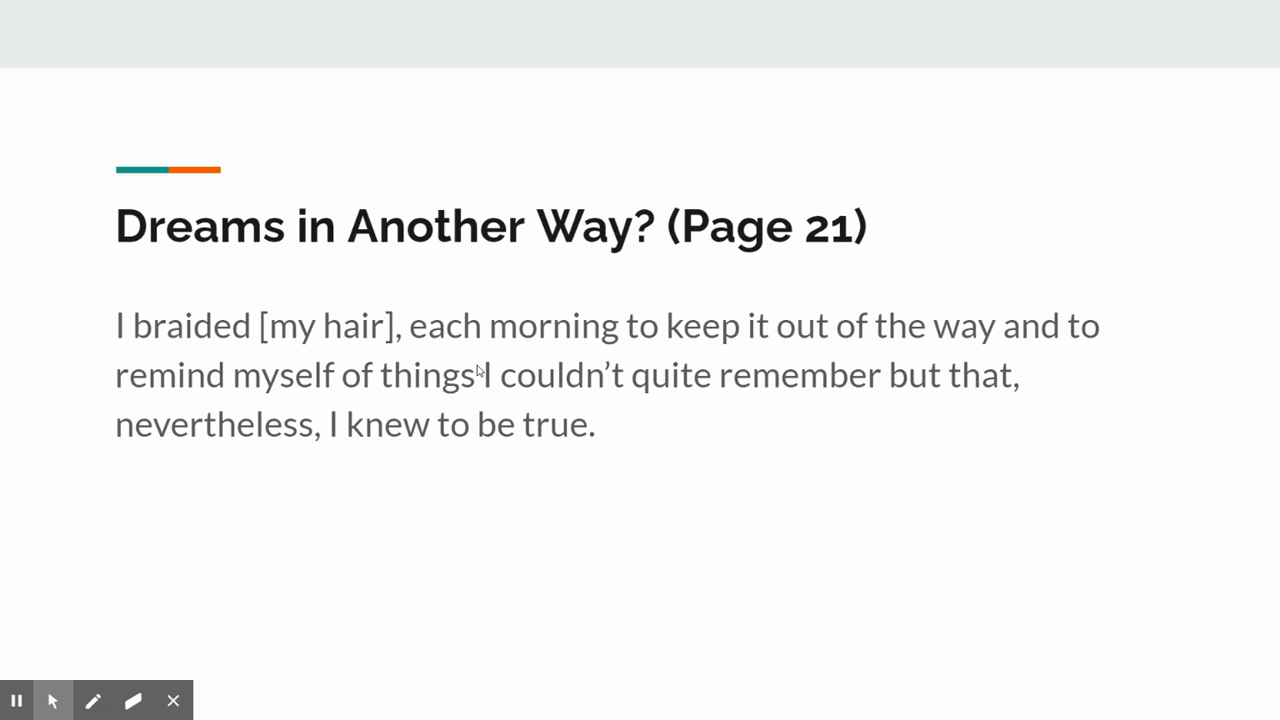 Dreams in Another Way? (Page 21)
I braided [my hair], each morning to keep it out of the way and to
remind myself of things I couldn’t quite remember but that,
nevertheless, I knew to be true.